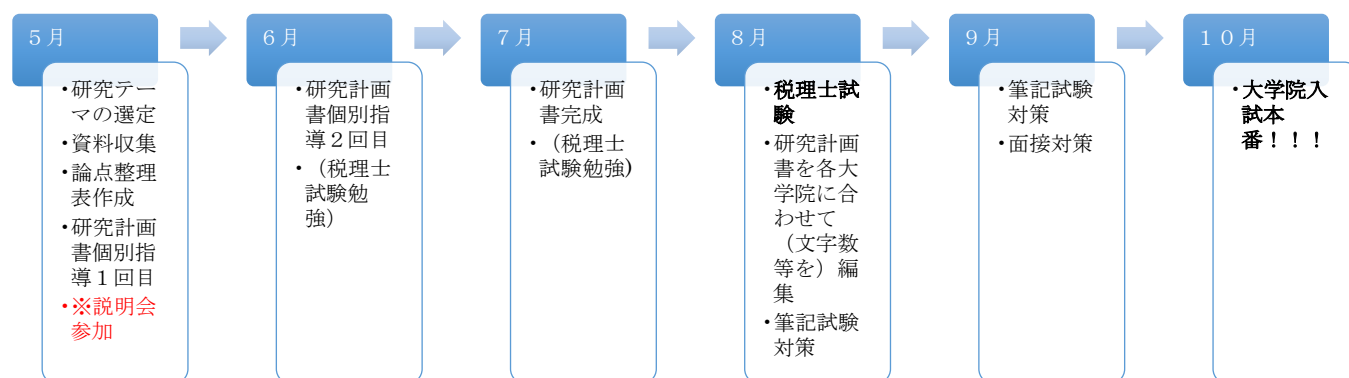 ５月
・研究テー
マの選定
・資料収集
・論点整理
表作成
・研究計画
書個別指
導１回目
・※説明会
参加
６月
・研究計画
書個別指
導２回目
・（税理士
試験勉
強）
７月
・研究計画
書完成
・（税理士
試験勉強)
８月
・税理士試
験
・研究計画
書を各大
学院に合
わせて
（文字数
等を）編
集
・筆記試験
対策
９月
・筆記試験
対策
・面接対策
１０月
・大学院入
試本
番！！！